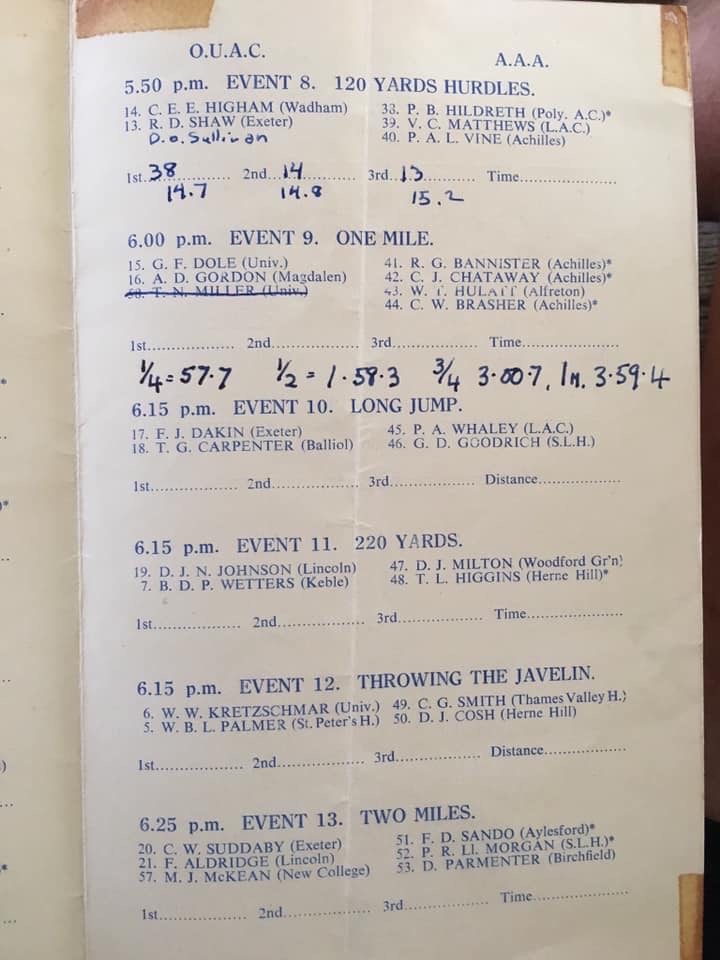 O.U.A.C. A.A.A.
5.50 p.m. EVENT 8. 120 YARDS HURDLES.
14. C. E. E. HIGHAM (Wadham) 38. P. B. HILDRETH (Poly. A.C.)*
13. R. D. SHAW (Exeter) 39. V. C. MATTHEWS (L.A.C.)
D.O. Sullivan 40. P. A. L. VINE (Achilles)
1st. 38 ............ 2nd... 14 ........... 3rd.. 13 ........... Time......................
14.7 14.8 15.2
6.00 p.m. EVENT 9. ONE MILE.
15. G. F. DOLE (Univ.) 41. R. G. BANNISTER (Achilles)*
16. A. D. GORDON (Magdalen) 42. C. J. CHATAWAY (Achilles)*
58. T. N. MILLER (Univ.) 43. W. T. HULATT (Alfreton)
44. C. W. BRASHER (Achilles)*
1st.................. 2nd.................. 3rd.................. Time......................
1/4 = 57.7 1/2 = 1.58.3 3/4 3.00.7, 1m. 3.59.4
6.15 p.m. EVENT 10. LONG JUMP.
17. F. J. DAKIN (Exeter) 45. P. A. WHALEY (L.A.C.)
18. T. G. CARPENTER (Balliol) 46. G. D. GOODRICH (S.L.H.)
1st.................. 2nd.................. 3rd.................. Distance.................
6.15 p.m. EVENT 11. 220 YARDS.
19. D. J. N. JOHNSON (Lincoln) 47. D. J. MILTON (Woodford Gr'n)
7. B. D. P. WETTERS (Keble) 48. T. L. HIGGINS (Herne Hill)*
1st.................. 2nd.................. 3rd.................. Time......................
6.15 p.m. EVENT 12. THROWING THE JAVELIN.
6. W. W. KRETZSCHMAR (Univ.) 49. C. G. SMITH (Thames Valley H.)
5. W. B. L. PALMER (St. Peter's H.) 50. D. J. COSH (Herne Hill)
1st.................. 2nd.................. 3rd.................. Distance.................
6.25 p.m. EVENT 13. TWO MILES.
20. C. W. SUDDABY (Exeter) 51. F. D. SANDO (Aylesford)*
21. F. ALDRIDGE (Lincoln) 52. P. R. Ll. MORGAN (S.L.H.)*
57. M. J. McKEAN (New College) 53. D. PARMENTER (Birchfield)
1st.................. 2nd.................. 3rd.................. Time......................